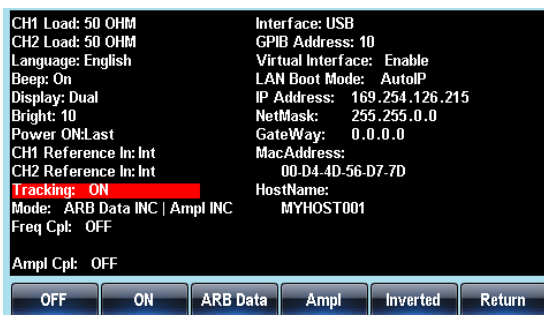 CH1 Load: 50 OHM
CH2 Load: 50 OHM
Language: English
Beep: On
Display: Dual
Bright: 10
Power ON:Last
CH1 Reference In: Int
CH2 Reference In: Int
Tracking: ON
Mode: ARB Data INC | Ampl INC
Freq Cpl: OFF
Ampl Cpl: OFF
Interface: USB
GPIB Address: 10
Virtual Interface: Enable
LAN Boot Mode: AutoIP
IP Address: 169.254.126.215
NetMask: 255.255.0.0
GateWay: 0.0.0.0
MacAddress:
00-D4-4D-56-D7-7D
HostName:
MYHOST001
OFF ON ARB Data Ampl Inverted Return